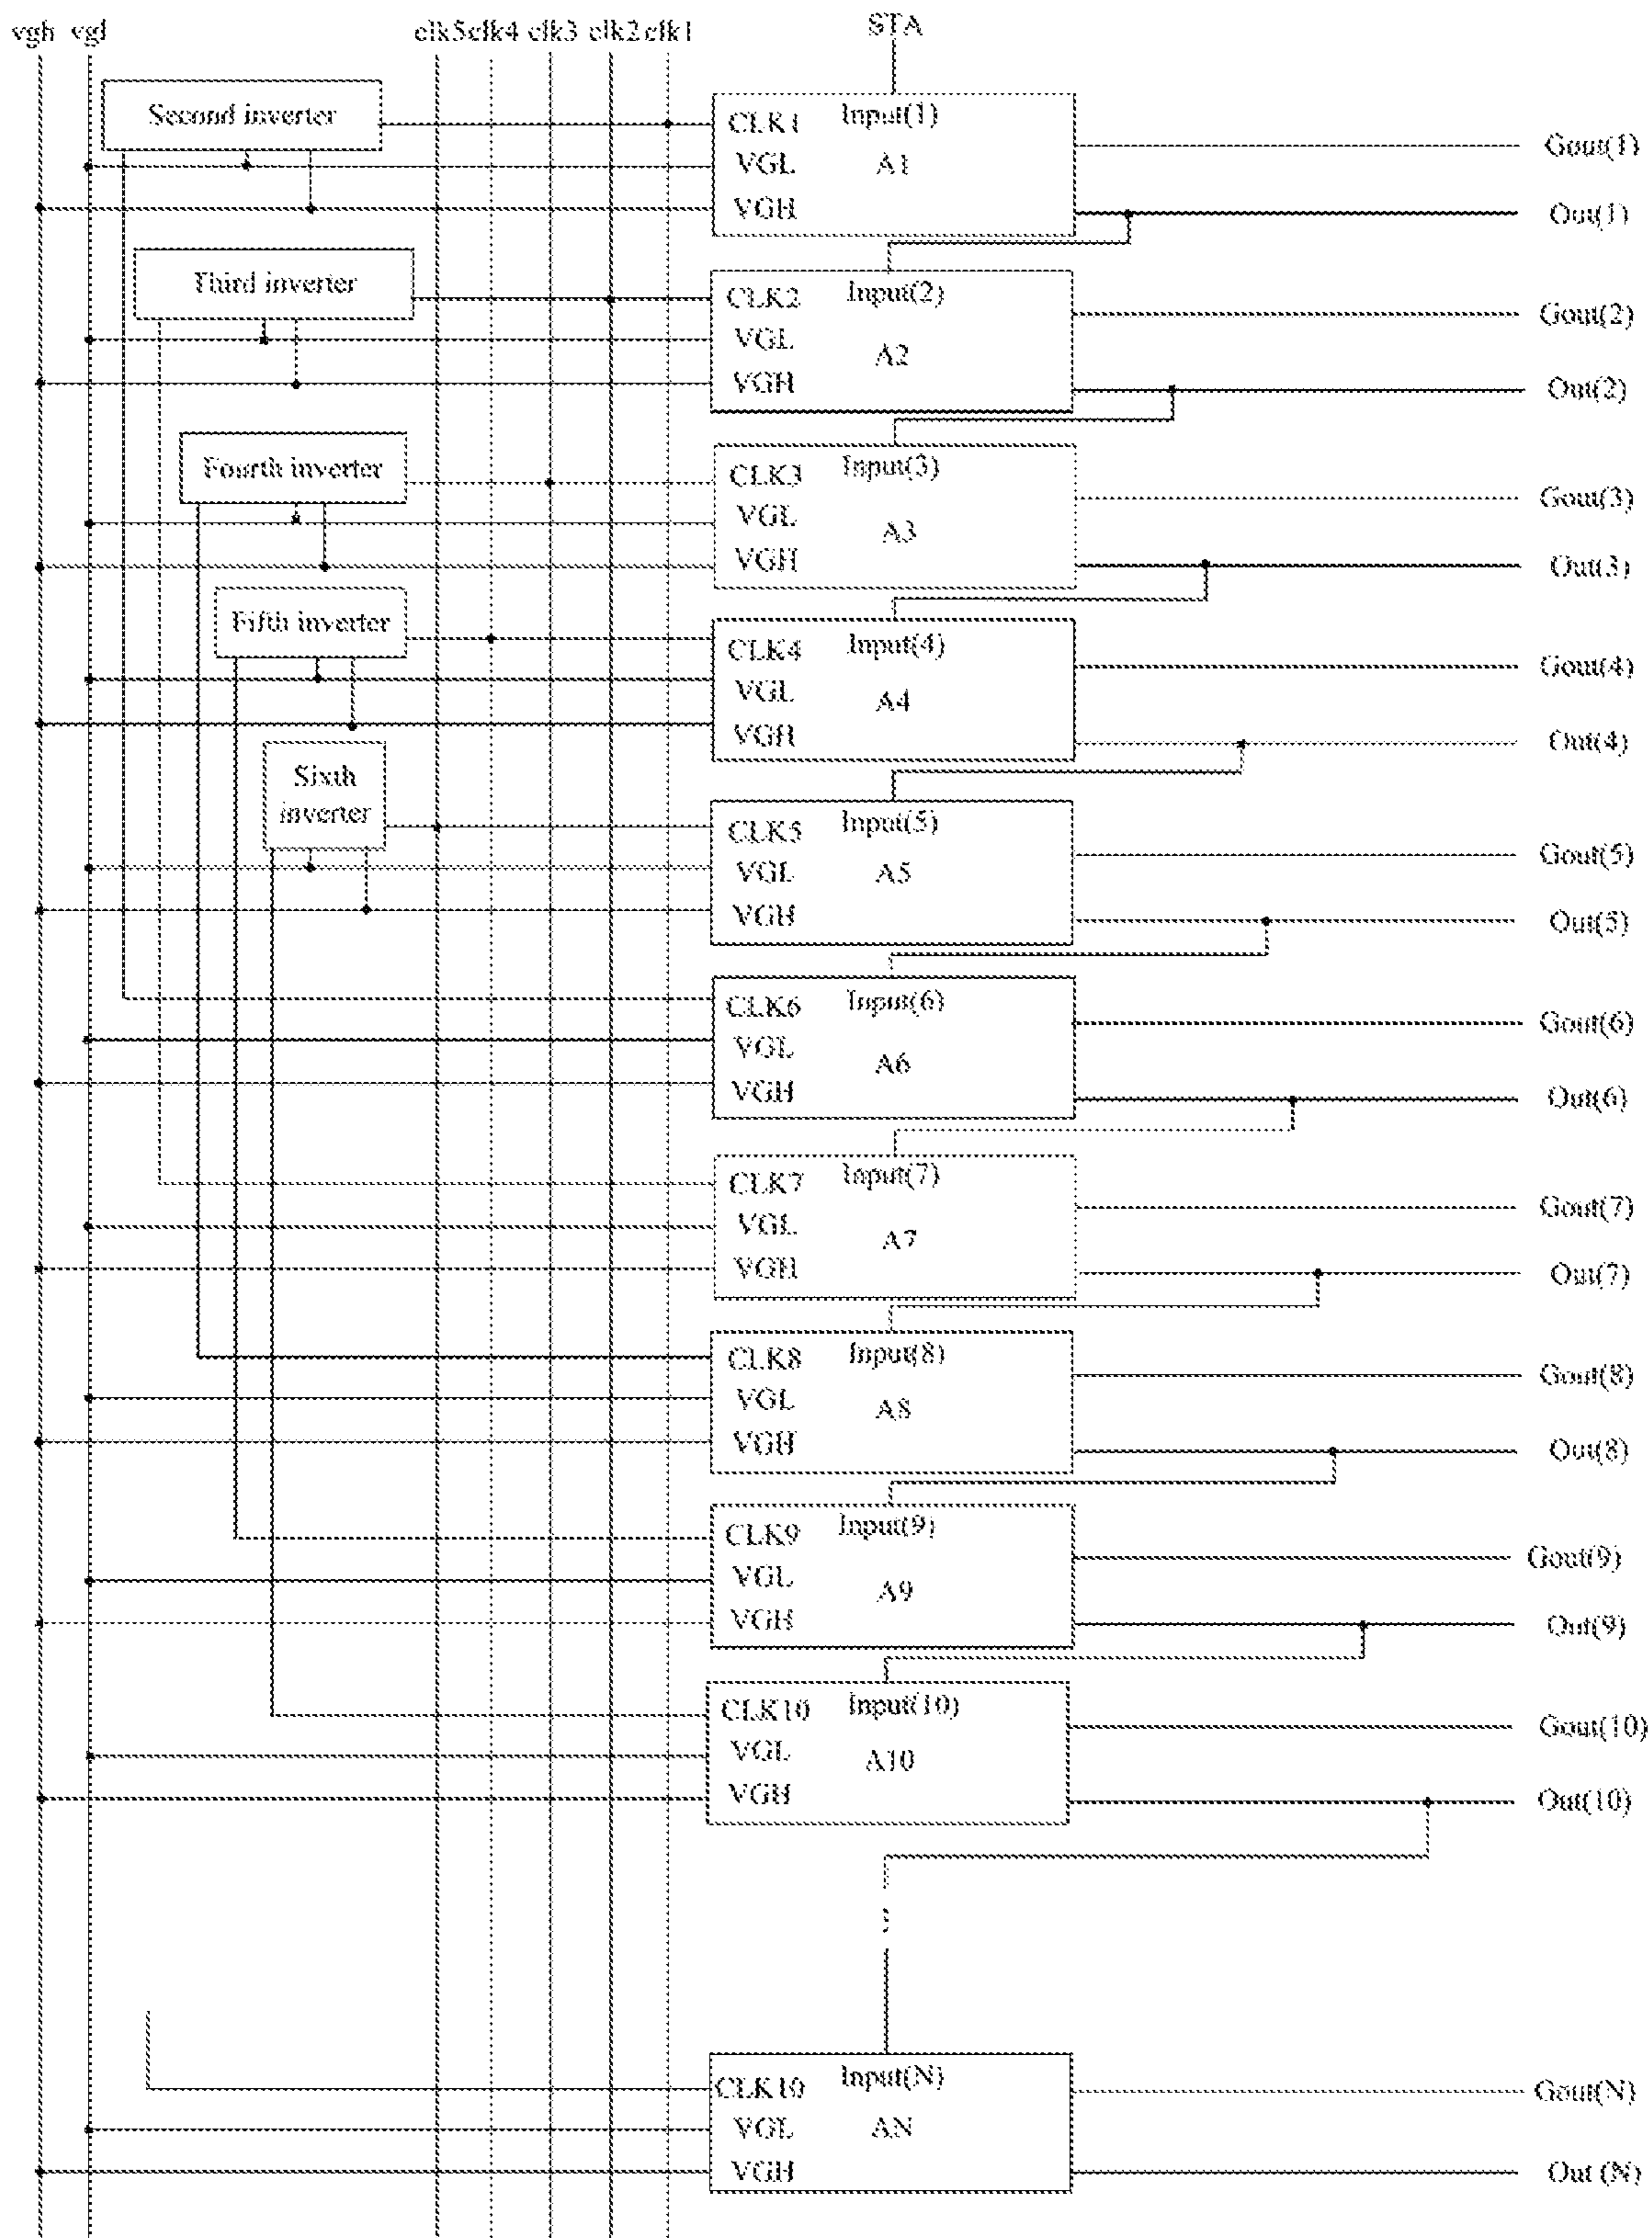 vgh vgl clk5 clk4 clk3 clk2 clk1 STA
Second inverter
CLK1 Input(1)
VGL A1
VGH
Gout(1)
Out(1)
Third inverter
CLK2 Input(2)
VGL A2
VGH
Gout(2)
Out(2)
Fourth inverter
CLK3 Input(3)
VGL A3
VGH
Gout(3)
Out(3)
Fifth inverter
CLK4 Input(4)
VGL A4
VGH
Gout(4)
Out(4)
Sixth
inverter
CLK5 Input(5)
VGL A5
VGH
Gout(5)
Out(5)
CLK6 Input(6)
VGL A6
VGH
Gout(6)
Out(6)
CLK7 Input(7)
VGL A7
VGH
Gout(7)
Out(7)
CLK8 Input(8)
VGL A8
VGH
Gout(8)
Out(8)
CLK9 Input(9)
VGL A9
VGH
Gout(9)
Out(9)
CLK10 Input(10)
VGL A10
VGH
Gout(10)
Out(10)
CLK10 Input(N)
VGL AN
VGH
Gout(N)
Out (N)